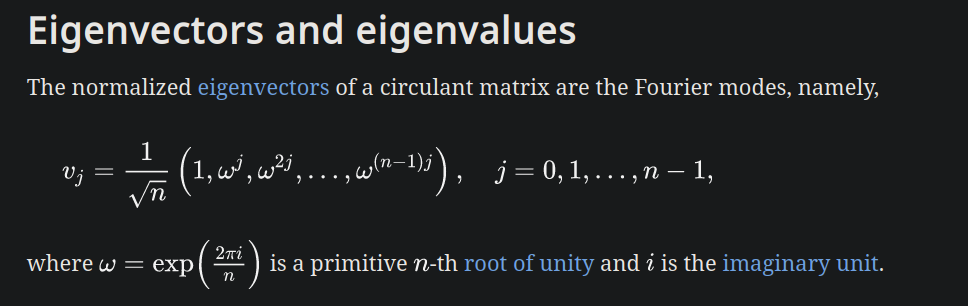 Eigenvectors and eigenvalues
The normalized eigenvectors of a circulant matrix are the Fourier modes, namely,
$v_j = \frac{1}{\sqrt{n}} \left(1, \omega^j, \omega^{2j}, \ldots, \omega^{(n-1)j}\right), \quad j = 0, 1, \ldots, n-1,$
where $\omega = \exp\left(\frac{2\pi i}{n}\right)$ is a primitive $n$-th root of unity and $i$ is the imaginary unit.